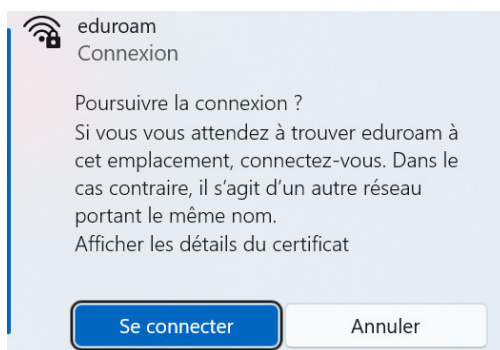 eduroam
Connexion
Poursuivre la connexion ?
Si vous vous attendez à trouver eduroam à
cet emplacement, connectez-vous. Dans le
cas contraire, il s’agit d’un autre réseau
portant le même nom.
Afficher les détails du certificat
Se connecter
Annuler